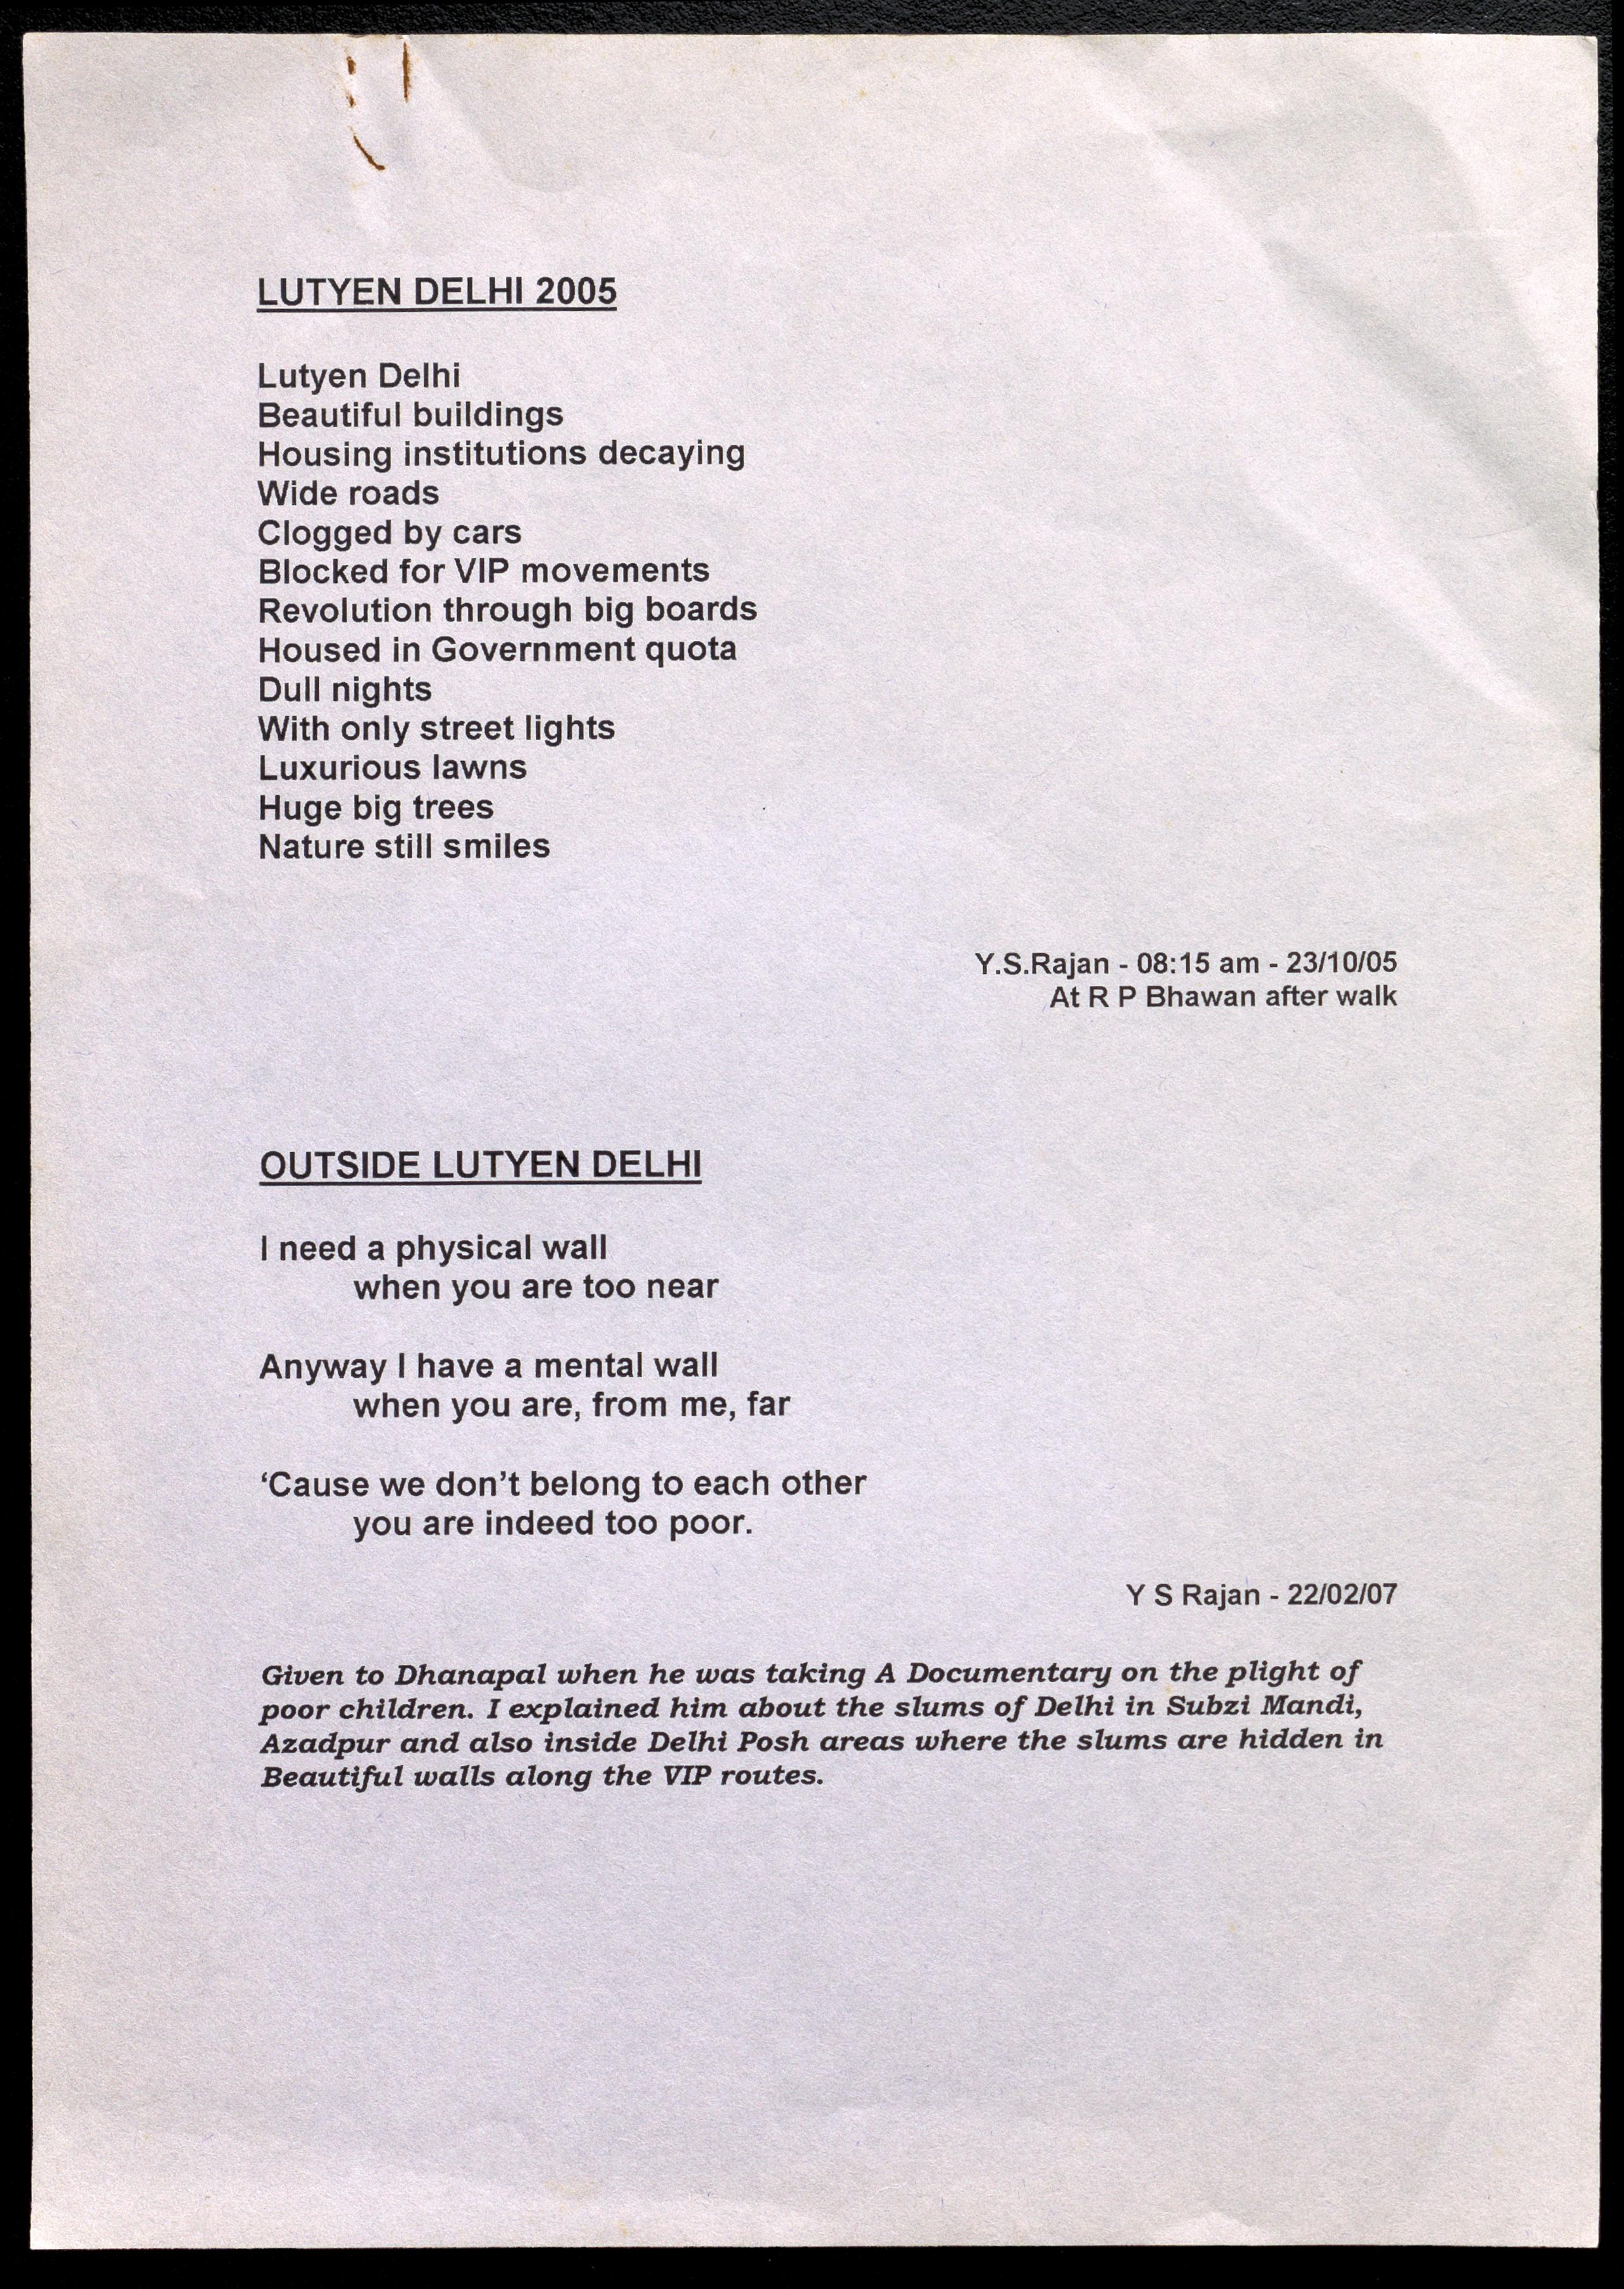 LUTYEN DELHI 2005
Lutyen Delhi
Beautiful buildings
Housing institutions decaying
Wide roads
Clogged by cars
Blocked for VIP movements
Revolution through big boards
Housed in Government quota
Dull nights
With only street lights
Luxurious lawns
Huge big trees
Nature still smiles
Y.S.Rajan - 08:15 am - 23/10/05
At R P Bhawan after walk
OUTSIDE LUTYEN DELHI
I need a physical wall
when you are too near
Anyway I have a mental wall
when you are, from me, far
‘Cause we don’t belong to each other
you are indeed too poor.
Y S Rajan - 22/02/07
Given to Dhanapal when he was taking A Documentary on the plight of
poor children. I explained him about the slums of Delhi in Subzi Mandi,
Azadpur and also inside Delhi Posh areas where the slums are hidden in
Beautiful walls along the VIP routes.